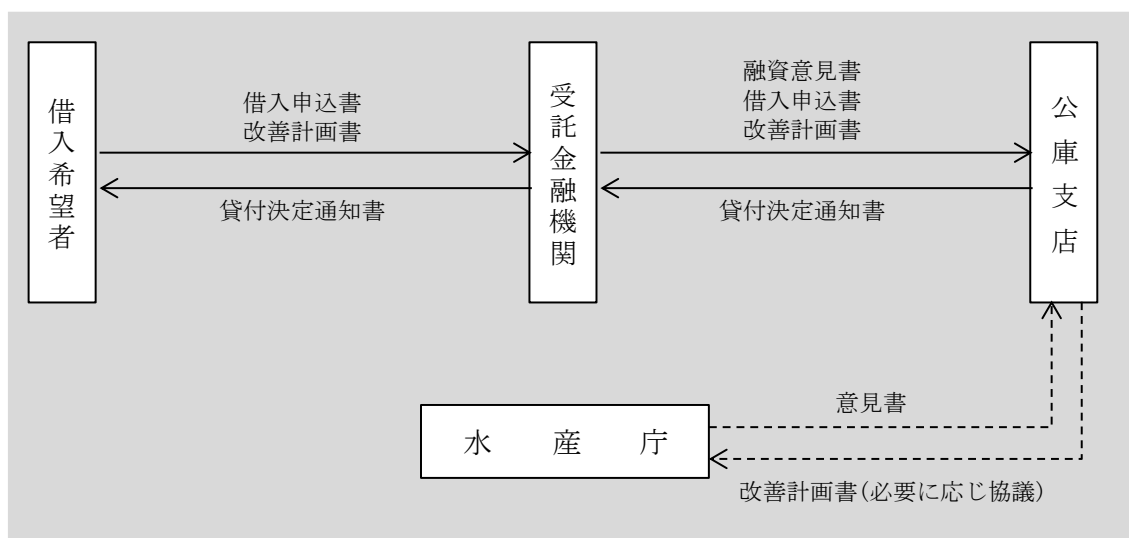 借入希望者
借入申込書
改善計画書
貸付決定通知書
受託金融機関
融資意見書
借入申込書
改善計画書
貸付決定通知書
公庫支店
意見書
水産庁
改善計画書(必要に応じ協議)